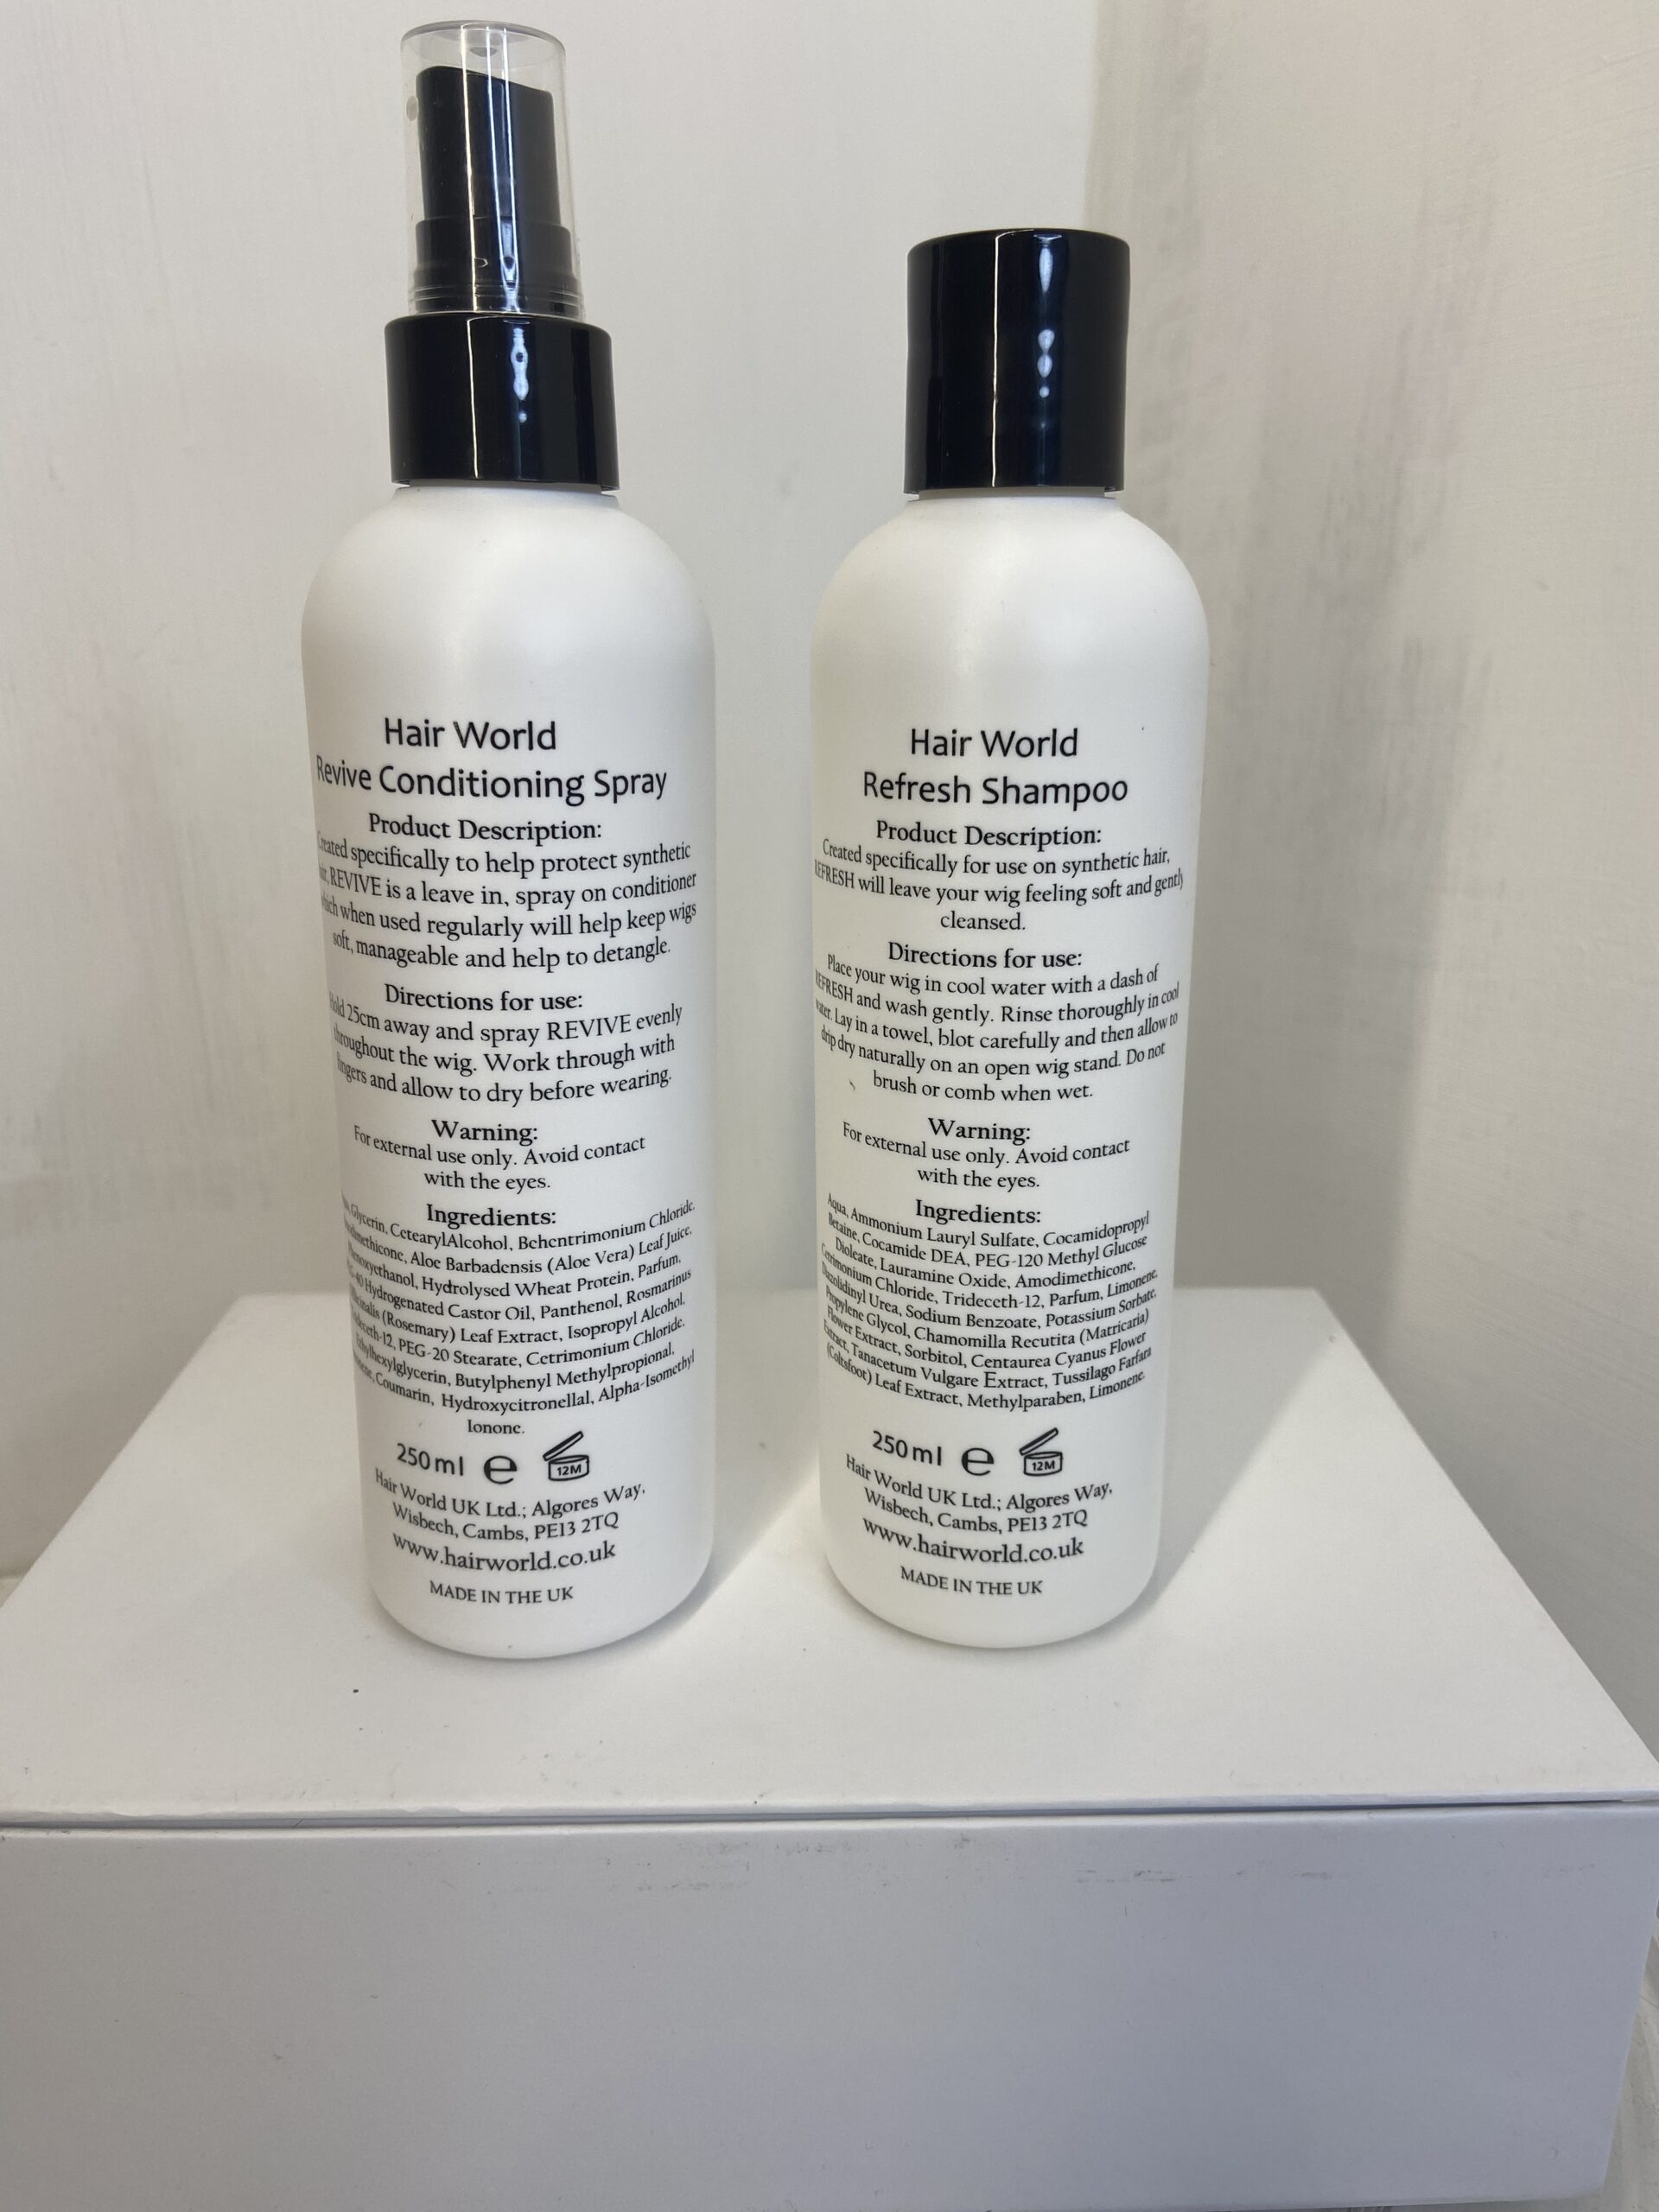 Hair World
Revive Conditioning Spray
Product Description:
Created specifically to help protect synthetic
REVIVE is a leave in, spray on conditioner
which when used regularly will help keep wigs
soft, manageable and help to detangle.
Directions for use:
Hold 25cm away and spray REVIVE evenly
throughout the wig. Work through with
fingers and allow to dry before wearing.
Warning:
For external use only. Avoid contact
with the eyes.
Ingredients:
Glycerin, CetearylAlcohol, Behentrimonium Chloride,
Aloe Barbadensis (Aloe Vera) Leaf Juice,
Phenoxyethanol, Hydrolysed Wheat Protein, Parfum,
Hydrogenated Castor Oil, Panthenol, Rosmarinus
(Rosemary) Leaf Extract, Isopropyl Alcohol,
PEG-20 Stearate, Cetrimonium Chloride,
Ethylhexylglycerin, Butylphenyl Methylpropional,
Coumarin, Hydroxycitronellal, Alpha-Isomethyl
Ionone.
250ml e 12M
Hair World UK Ltd.; Algores Way,
Wisbech, Cambs, PE13 2TQ
www.hairworld.co.uk
MADE IN THE UK
Hair World
Refresh Shampoo
Product Description:
Created specifically for use on synthetic hair,
REFRESH will leave your wig feeling soft and gently
cleansed.
Directions for use:
Place your wig in cool water with a dash of
REFRESH and wash gently. Rinse thoroughly in cool
water. Lay in a towel, blot carefully and then allow to
drip dry naturally on an open wig stand. Do not
brush or comb when wet.
Warning:
For external use only. Avoid contact
with the eyes.
Ingredients:
Aqua, Ammonium Lauryl Sulfate, Cocamidopropyl
Betaine, Cocamide DEA, PEG-120 Methyl Glucose
Dioleate, Lauramine Oxide, Amodimethicone,
Cetrimonium Chloride, Trideceth-12, Parfum, Limonene,
Diazolidinyl Urea, Sodium Benzoate, Potassium Sorbate,
Propylene Glycol, Chamomilla Recutita (Matricaria)
Flower Extract, Sorbitol, Centaurea Cyanus Flower
Extract, Tanacetum Vulgare Extract, Tussilago Farfara
(Coltsfoot) Leaf Extract, Methylparaben, Limonene.
250ml e 12M
Hair World UK Ltd.; Algores Way,
Wisbech, Cambs, PE13 2TQ
www.hairworld.co.uk
MADE IN THE UK